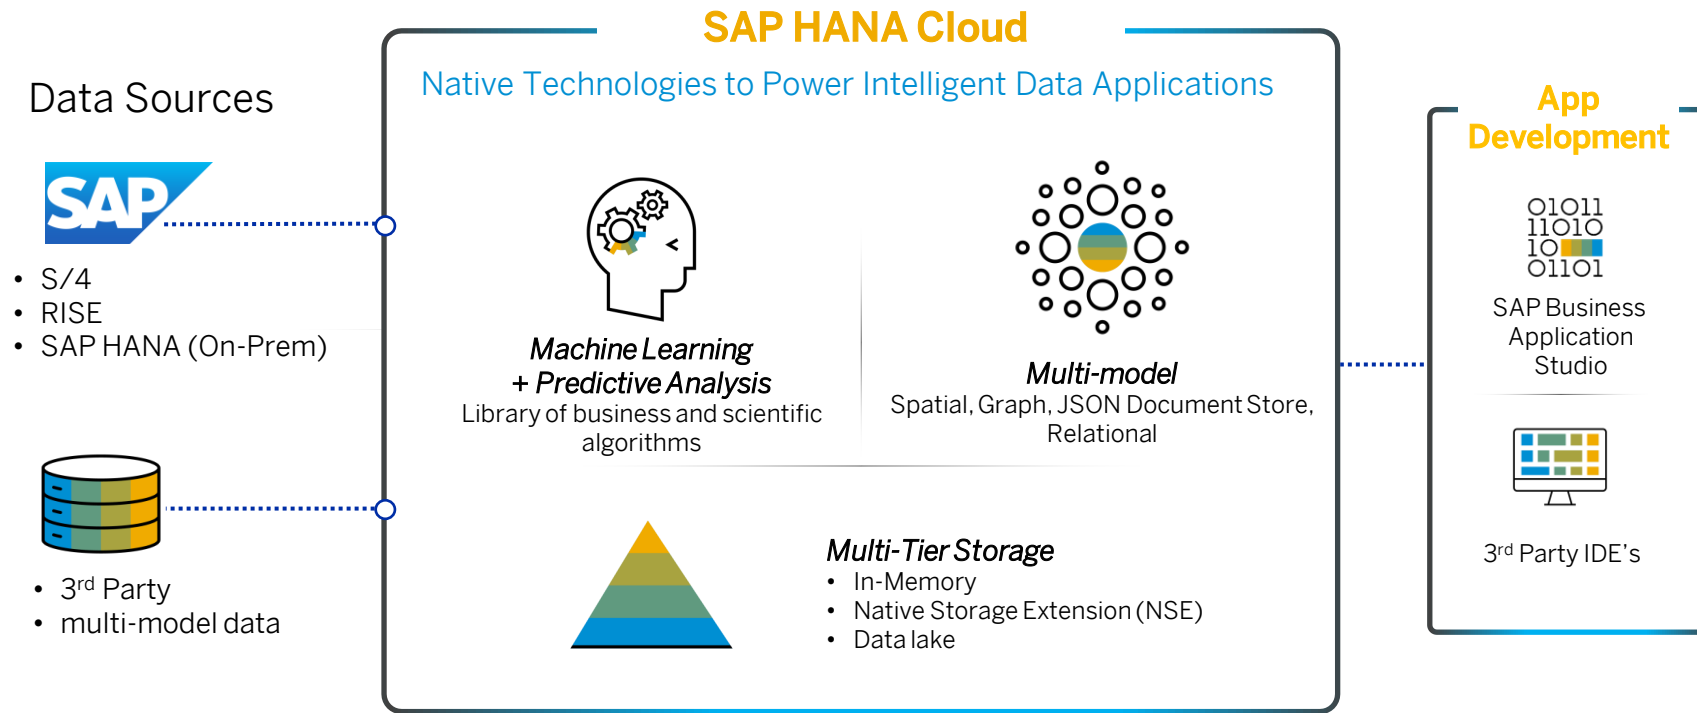 SAP HANA Cloud
Native Technologies to Power Intelligent Data Applications
Data Sources
SAP
• S/4
• RISE
• SAP HANA (On-Prem)
• 3rd Party
• multi-model data
Machine Learning
+ Predictive Analysis
Library of business and scientific
algorithms
Multi-model
Spatial, Graph, JSON Document Store,
Relational
Multi-Tier Storage
• In-Memory
• Native Storage Extension (NSE)
• Data lake
App
Development
01011
11010
10
01101
SAP Business
Application
Studio
3rd Party IDE’s